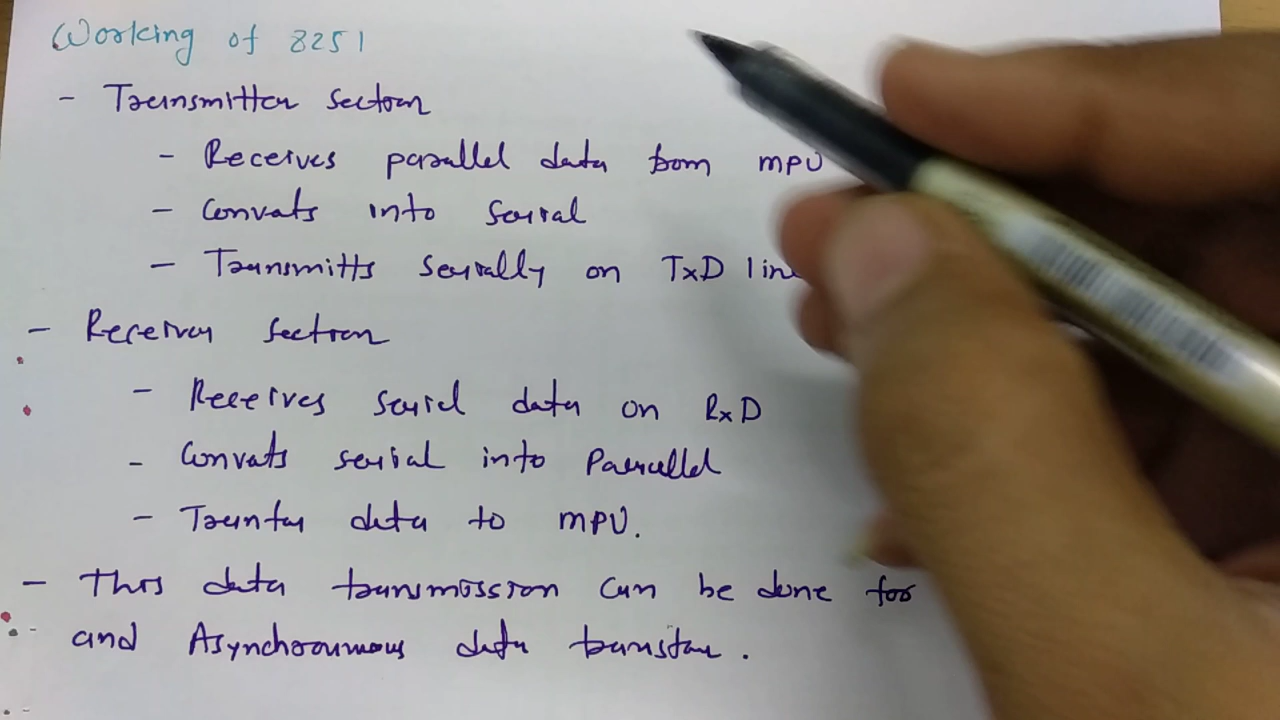 Working of 8251
- Transmitter section
- Receives parallel data from MPU
- Converts into serial
- Transmitts serially on TxD line
- Receiver section
- Receives serial data on RxD
- Converts serial into Parallel
- Transfer data to MPU.
- This data transmission can be done for
and Asynchronous data transfer.